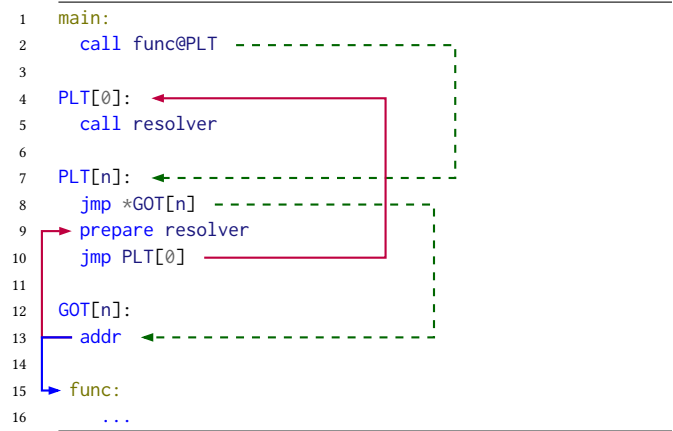 1 main:
2 call func@PLT
3
4 PLT[0]:
5 call resolver
6
7 PLT[n]:
8 jmp *GOT[n]
9 prepare resolver
10 jmp PLT[0]
11
12 GOT[n]:
13 addr
14
15 func:
16 ...